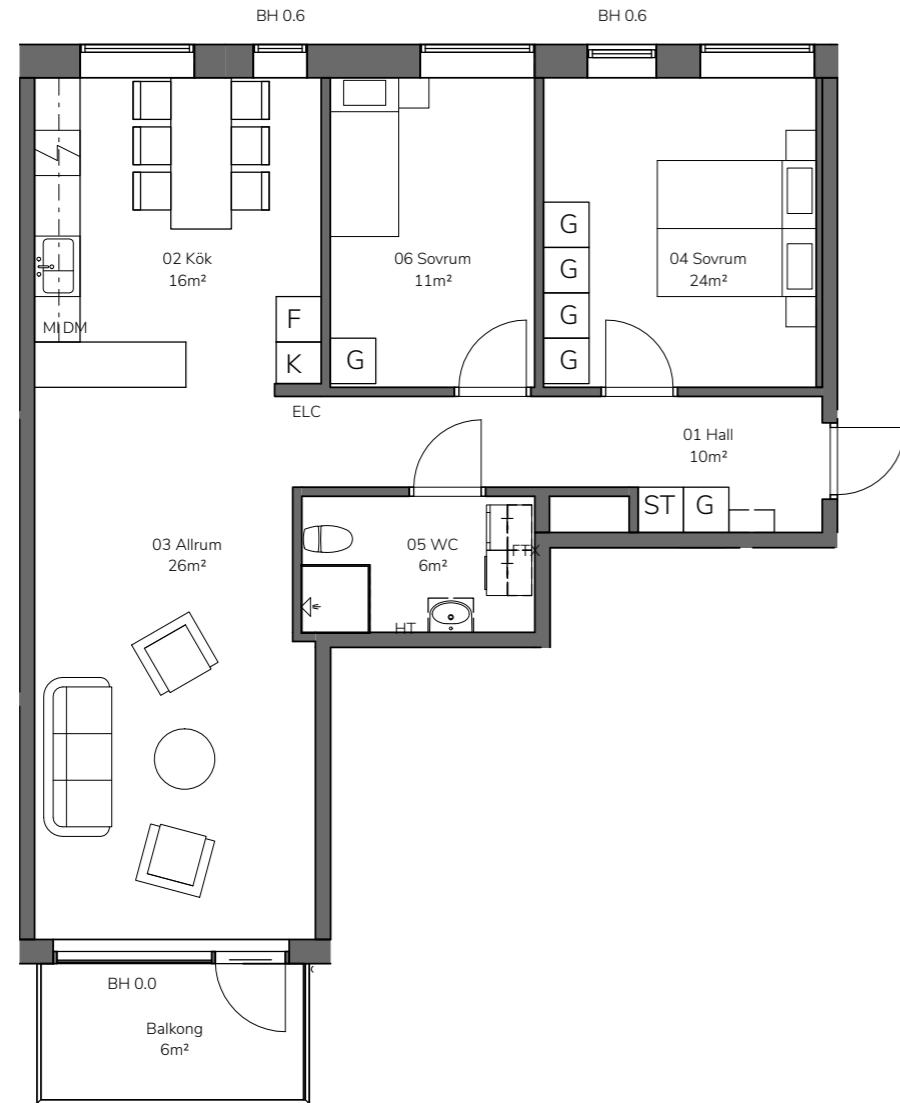 BH 0.6
BH 0.6
02 Kök
16m²
06 Sovrum
11m²
04 Sovrum
24m²
G
G
G
G
MI DM
F
K
G
ELC
01 Hall
10m²
ST
G
03 Allrum
26m²
05 WC
6m²
FTX
HT
BH 0.0
Balkong
6m²